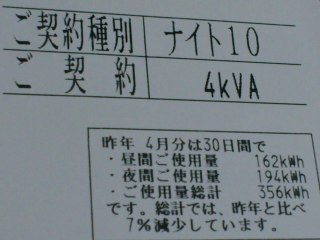 ご契約種別 ナイト10
ご契約 4kVA
昨年 4月分は30日間で
・昼間ご使用量 162kWh
・夜間ご使用量 194kWh
・ご使用量総計 356kWh
です。総計では、昨年と比べ
7%減少しています。